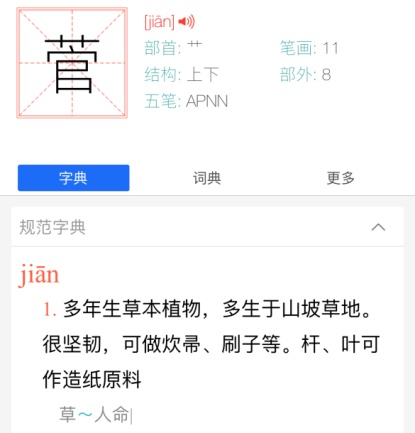 菅
[jiān]
部首: 艹 笔画: 11
结构: 上下 部外: 8
五笔: APNN
字典 词典 更多
规范字典
jiān
1. 多年生草本植物，多生于山坡草地。
很坚韧，可做炊帚、刷子等。杆、叶可
作造纸原料
草～人命|